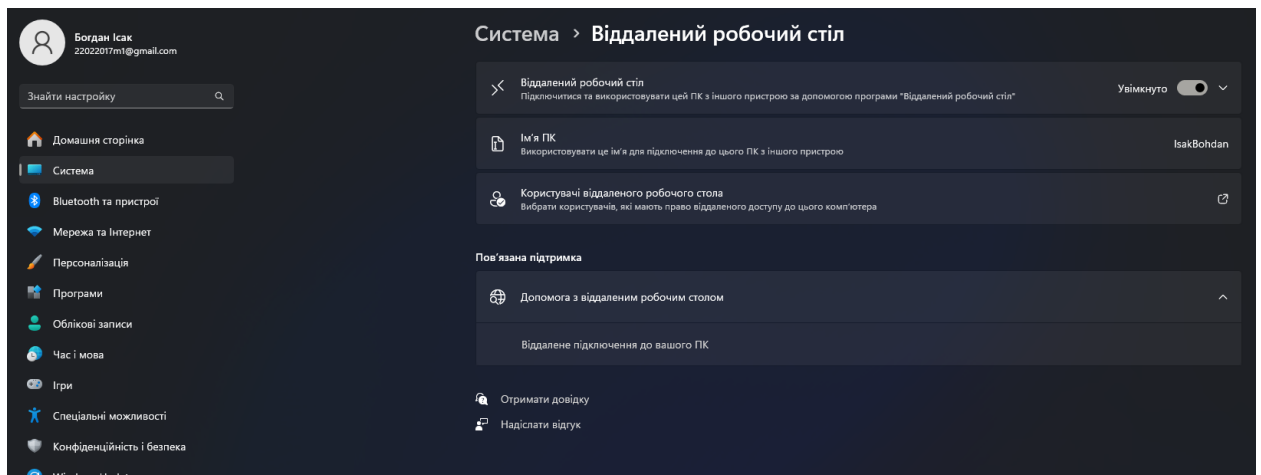 Богдан Ісак
22022017m1@gmail.com
Знайти настройку
Домашня сторінка
Система
Bluetooth та пристрої
Мережа та Інтернет
Персоналізація
Програми
Облікові записи
Час і мова
Ігри
Спеціальні можливості
Конфіденційність і безпека
Система > Віддалений робочий стіл
Віддалений робочий стіл
Підключитися та використовувати цей ПК з іншого пристрою за допомогою програми "Віддалений робочий стіл"
Увімкнуто
Ім'я ПК
Використовувати це ім'я для підключення до цього ПК з іншого пристрою
IsakBohdan
Користувачі віддаленого робочого стола
Вибрати користувачів, які мають право віддаленого доступу до цього комп'ютера
Пов'язана підтримка
Допомога з віддаленим робочим столом
Віддалене підключення до вашого ПК
Отримати довідку
Надіслати відгук